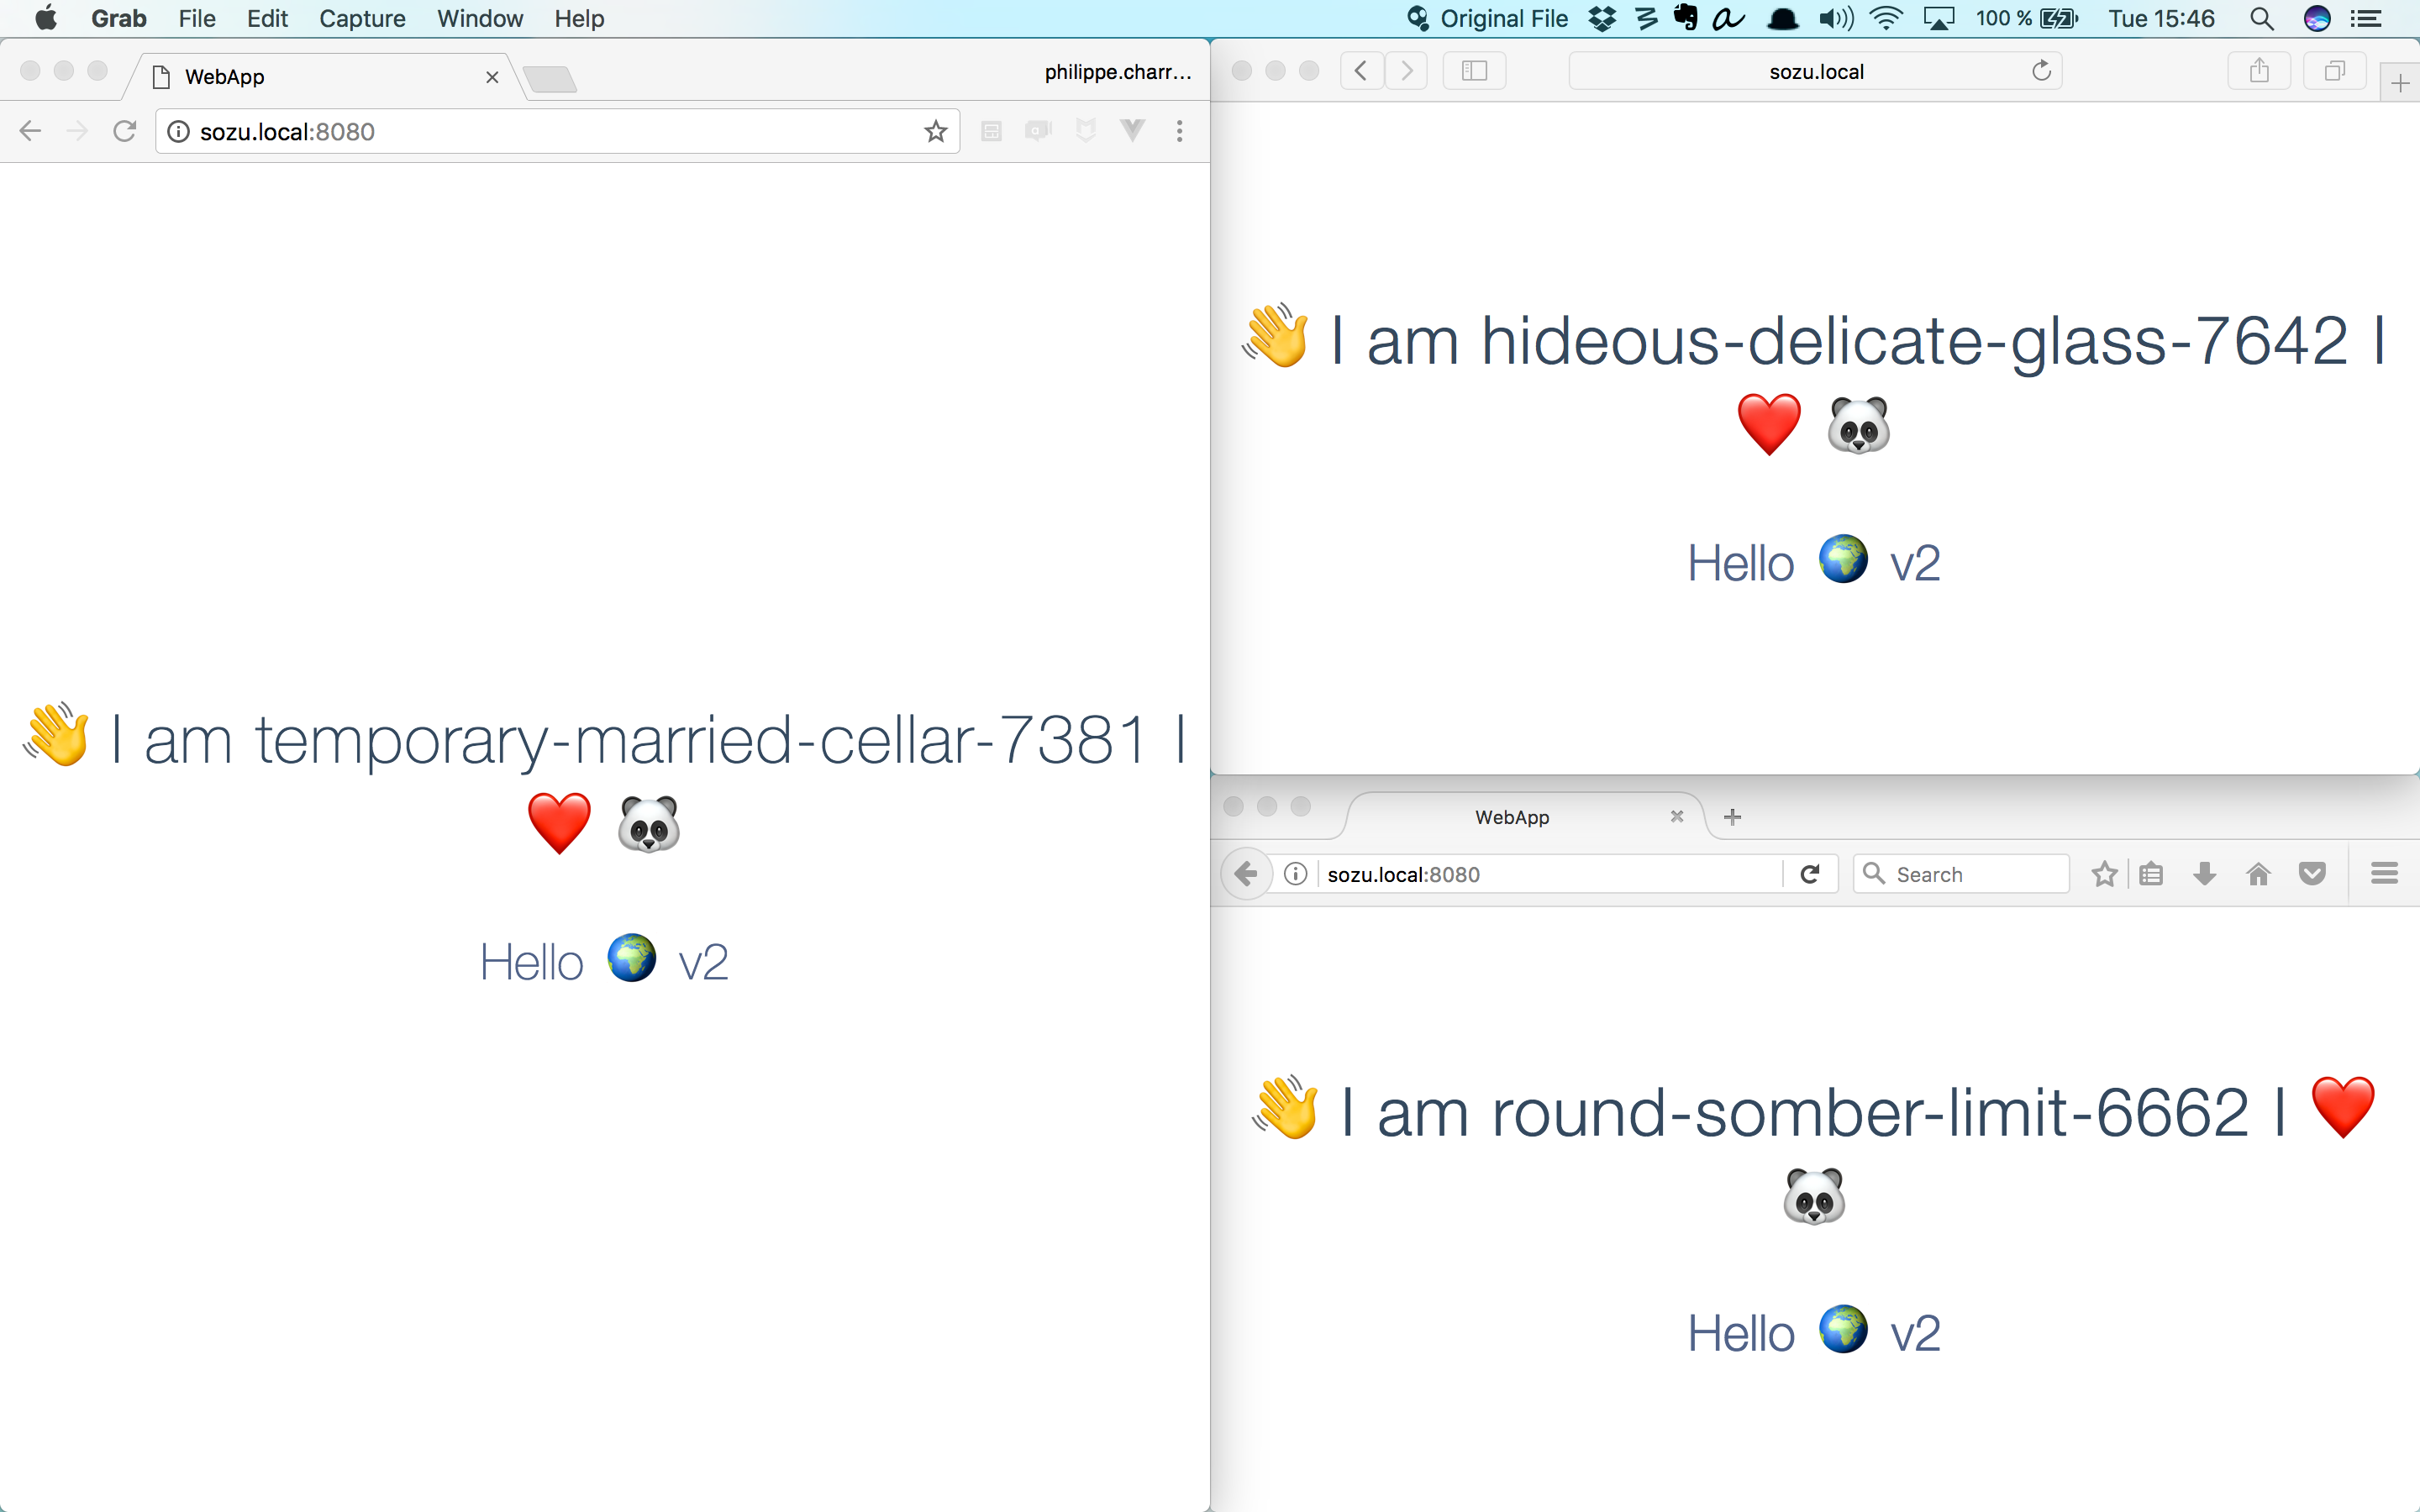 Grab File Edit Capture Window Help Original File 100 % Tue 15:46
WebApp philippe.charr...
sozu.local:8080
👋 I am temporary-married-cellar-7381 I
❤️ 🐼
Hello 🌍 v2
sozu.local
👋 I am hideous-delicate-glass-7642 I
❤️ 🐼
Hello 🌍 v2
WebApp
sozu.local:8080 Search
👋 I am round-somber-limit-6662 I ❤️
🐼
Hello 🌍 v2